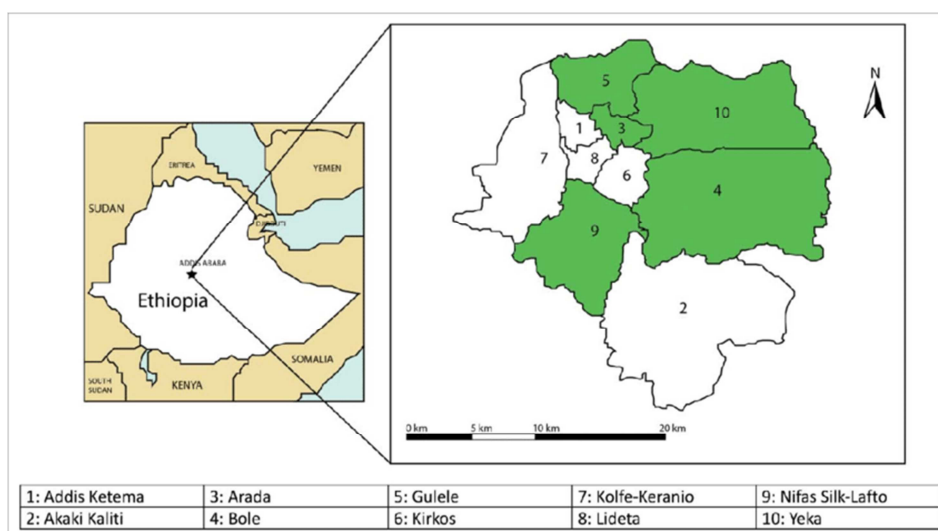 5
N
10
1
3
7
8
6
4
9
2
ERITREA
YEMEN
SUDAN
DJIBOUTI
ADDIS ABABA
Ethiopia
SOMALIA
SOUTH
SUDAN
KENYA
0 km 5 km 10 km 20 km
1: Addis Ketema 3: Arada 5: Gulele 7: Kolfe-Keranio 9: Nifas Silk-Lafto
2: Akaki Kaliti 4: Bole 6: Kirkos 8: Lideta 10: Yeka